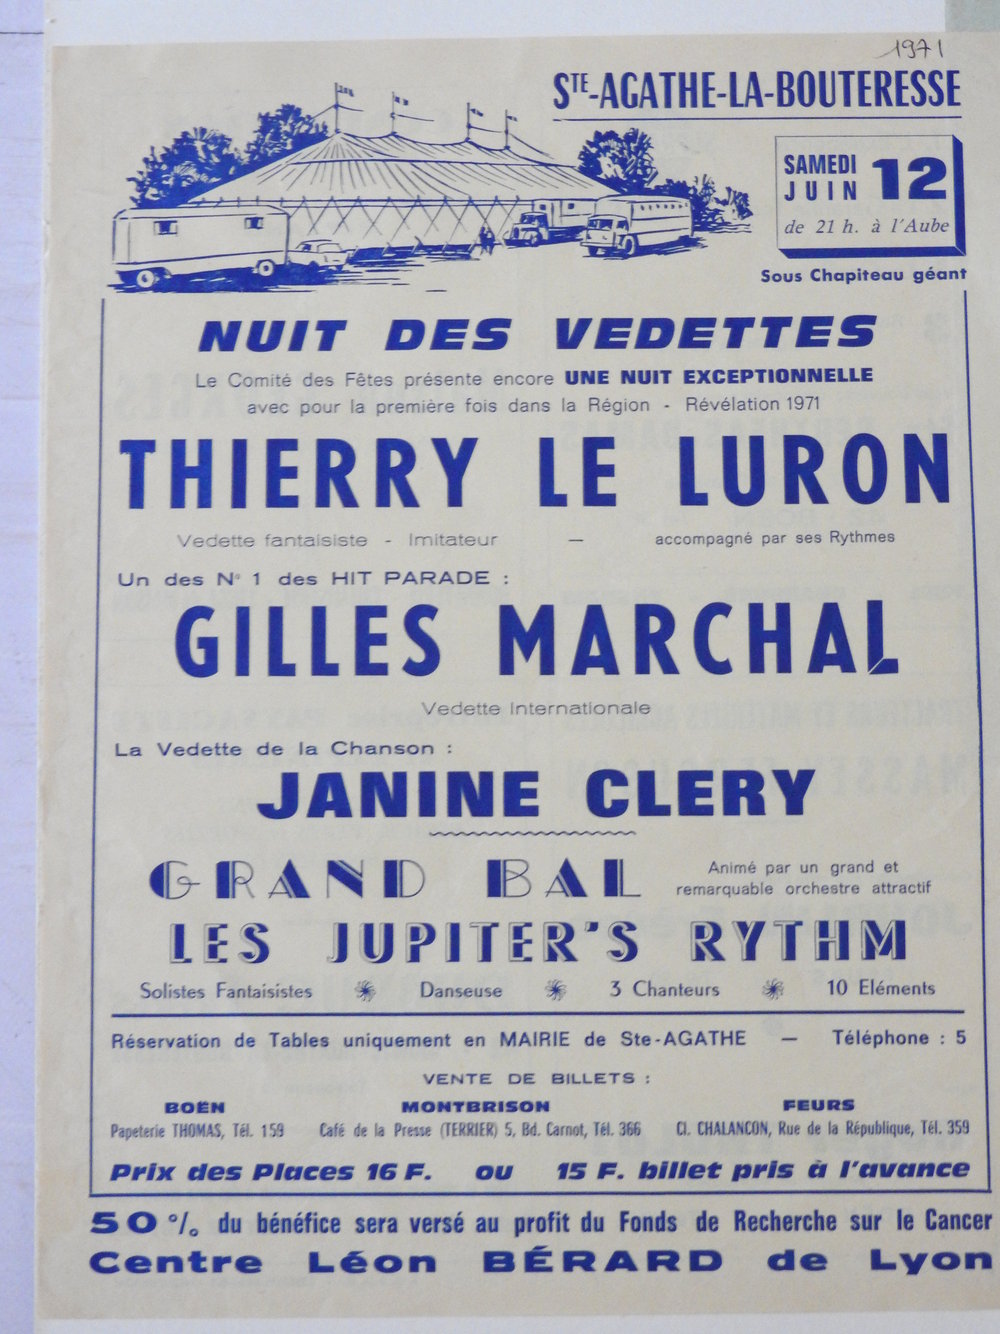 1971
STE-AGATHE-LA-BOUTERESSE
SAMEDI
JUIN 12
de 21 h. à l'Aube
Sous Chapiteau géant
NUIT DES VEDETTES
Le Comité des Fêtes présente encore UNE NUIT EXCEPTIONNELLE
avec pour la première fois dans la Région - Révélation 1971
THIERRY LE LURON
Vedette fantaisiste - Imitateur — accompagné par ses Rythmes
Un des N° 1 des HIT PARADE :
GILLES MARCHAL
Vedette Internationale
La Vedette de la Chanson :
JANINE CLERY
GRAND BAL
Animé par un grand et
remarquable orchestre attractif
LES JUPITER'S RYTHM
Solistes Fantaisistes Danseuse 3 Chanteurs 10 Eléments
Réservation de Tables uniquement en MAIRIE de Ste-AGATHE — Téléphone : 5
VENTE DE BILLETS :
BOËN MONTBRISON FEURS
Papeterie THOMAS, Tél. 159 Café de la Presse (TERRIER) 5, Bd. Carnot, Tél. 366 Cl. CHALANCON, Rue de la République, Tél. 359
Prix des Places 16 F. ou 15 F. billet pris à l'avance
50 % du bénéfice sera versé au profit du Fonds de Recherche sur le Cancer
Centre Léon BÉRARD de Lyon